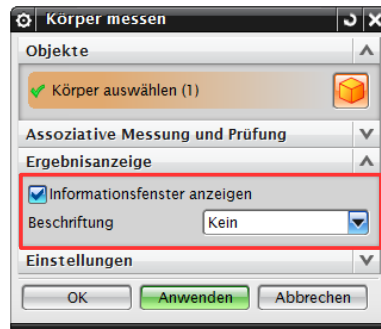 Körper messen
Objekte
Körper auswählen (1)
Assoziative Messung und Prüfung
Ergebnisanzeige
Informationsfenster anzeigen
Beschriftung Kein
Einstellungen
OK Anwenden Abbrechen